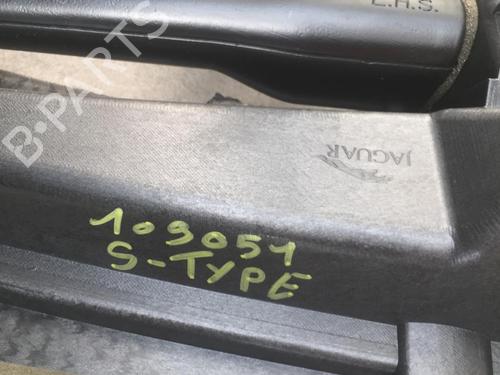 L.H.S.
B-PARTS
JAGUAR
109051
S-TYPE